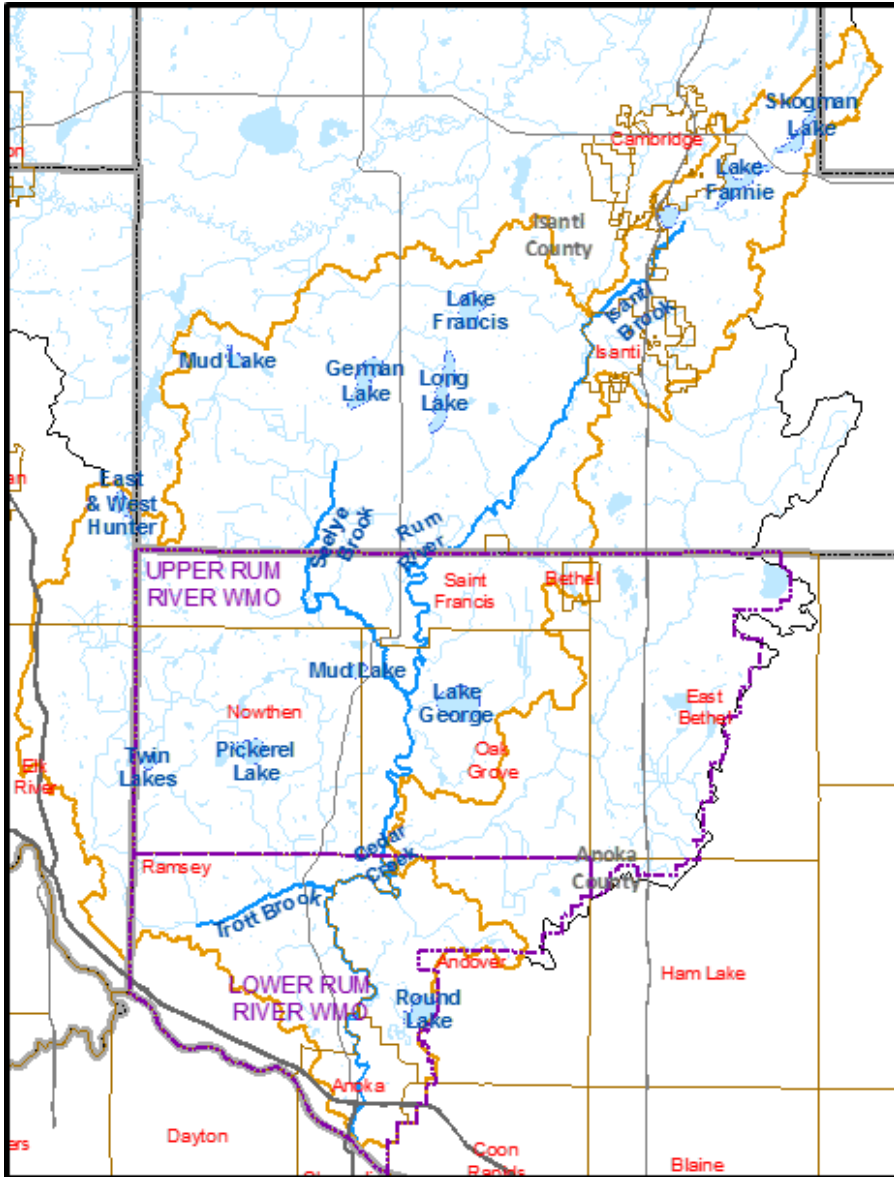 Skogman
Lake
on
Cambridge
Lake
Fannie
Isanti
County
Lake
Francis
Isanti
Brook
Isanti
Mud Lake
German
Lake
Long
Lake
an
East
& West
Hunter
Seelye
Brook
Rum
River
UPPER RUM
RIVER WMO
Saint
Francis
Bethel
Mud Lake
Lake
George
East
Bethel
Nowthen
Twin
Lakes
Pickerel
Lake
Oak
Grove
Elk
River
Cedar
Creek
Ramsey
Anoka
County
Trott Brook
Andover
Ham Lake
LOWER RUM
RIVER WMO
Round
Lake
Anoka
ers
Dayton
Coon
Rapids
Blaine